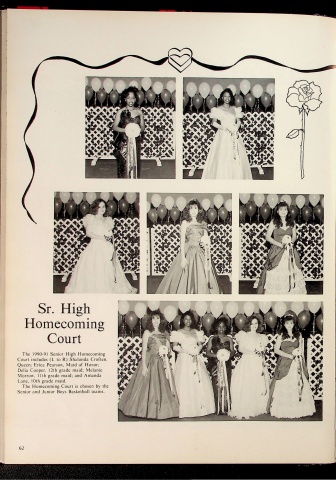 Sr. High
Homecoming
Court
The 1990-91 Senior High Homecoming
Court includes (L to R) Shalonda Croften,
Queen; Erica Pearson, Maid of Honor;
Delia Cooper, 12th grade maid; Melanie
Morton, 11th grade maid; and Amanda
Lane, 10th grade maid.
The Homecoming Court is chosen by the
Senior and Junior Boys Basketball teams.
62